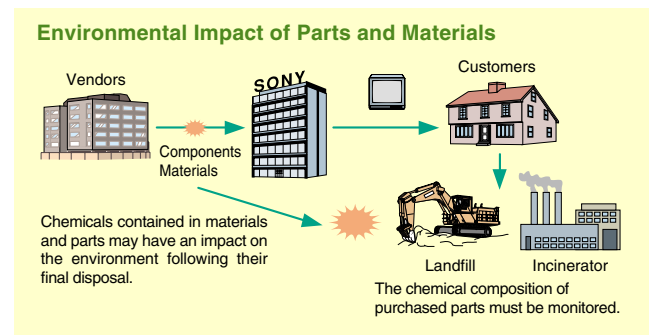 Environmental Impact of Parts and Materials
Vendors
SONY
Customers
Components
Materials
Chemicals contained in materials
and parts may have an impact on
the environment following their
final disposal.
Landfill
Incinerator
The chemical composition of
purchased parts must be monitored.